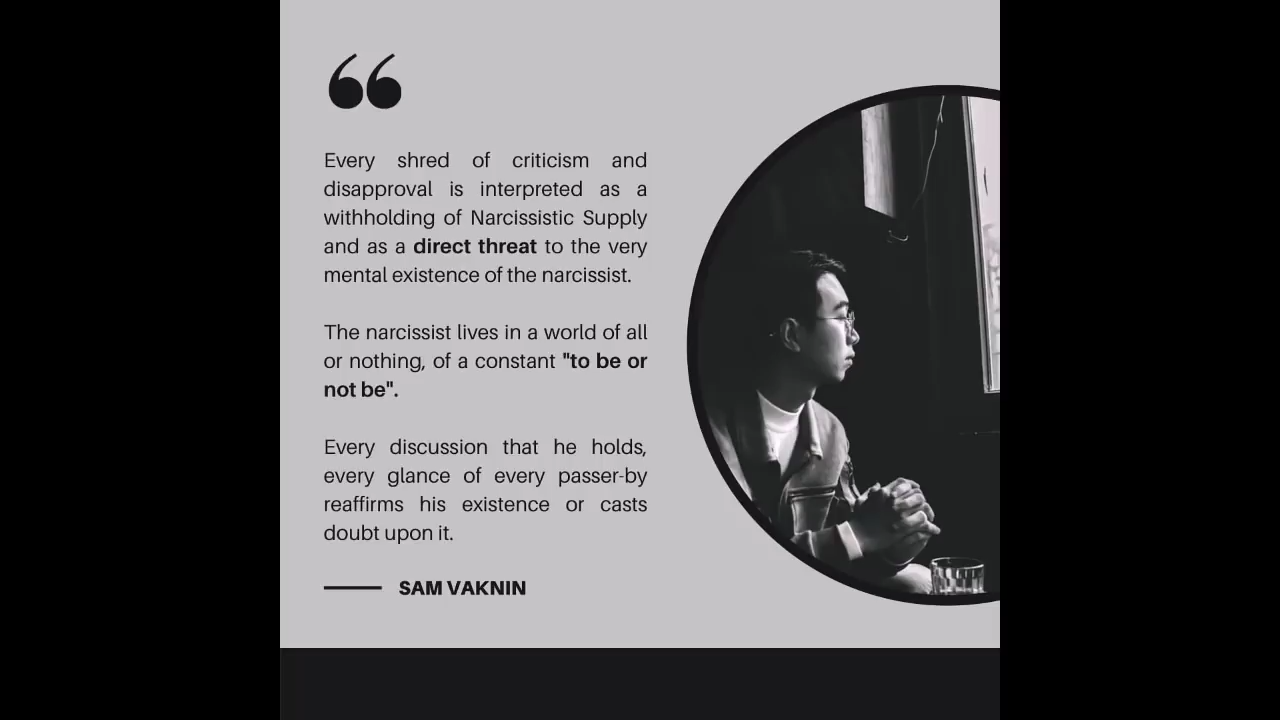 “
Every shred of criticism and
disapproval is interpreted as a
withholding of Narcissistic Supply
and as a direct threat to the very
mental existence of the narcissist.
The narcissist lives in a world of all
or nothing, of a constant "to be or
not be".
Every discussion that he holds,
every glance of every passer-by
reaffirms his existence or casts
doubt upon it.
SAM VAKNIN